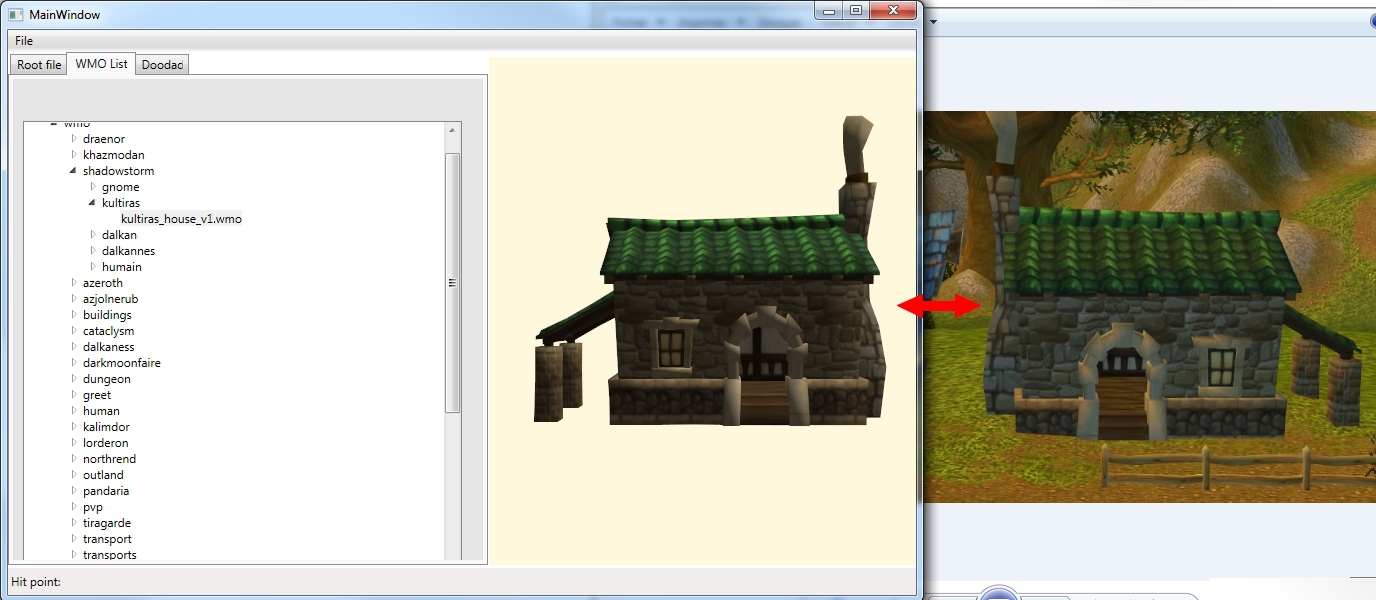 MainWindow
File
Root file WMO List Doodad
wmo
draenor
khazmodan
shadowstorm
gnome
kultiras
kultiras_house_v1.wmo
dalkan
dalkannes
humain
azeroth
azjolnerub
buildings
cataclysm
dalkaness
darkmoonfaire
dungeon
greet
human
kalimdor
lorderon
northrend
outland
pandaria
pvp
tiragarde
transport
transports
Hit point: